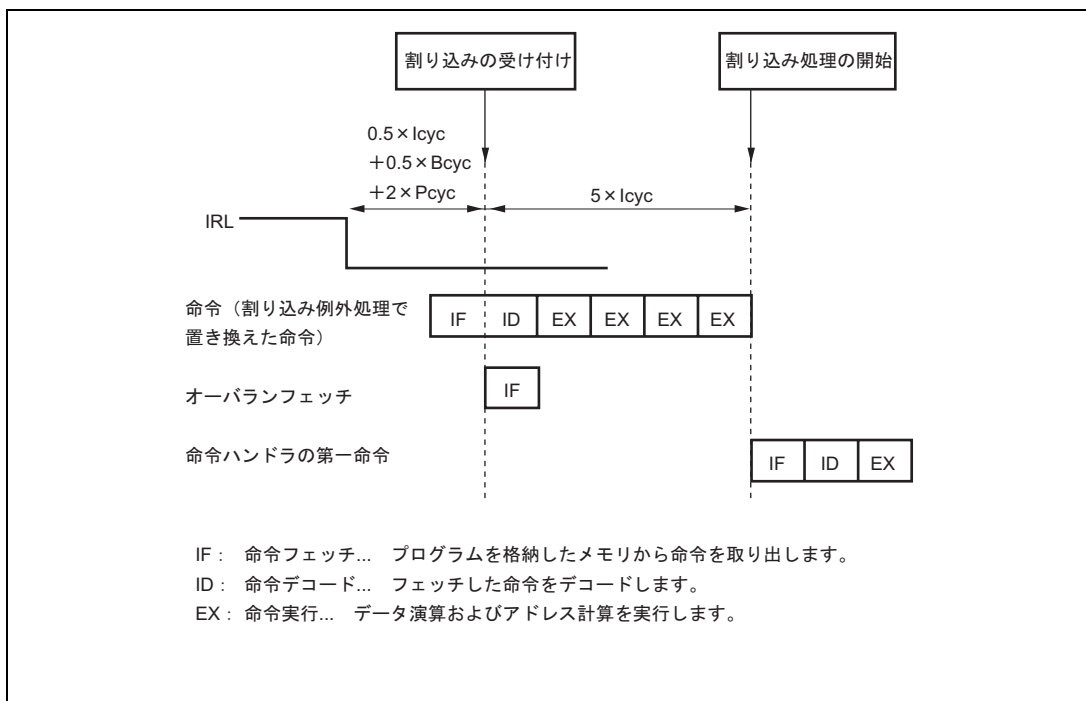 割り込みの受け付け
割り込み処理の開始
0.5×Icyc
＋0.5×Bcyc
＋2×Pcyc
5×Icyc
IRL
命令（割り込み例外処理で
置き換えた命令）
IF ID EX EX EX EX
オーバランフェッチ
IF
命令ハンドラの第一命令
IF ID EX
IF： 命令フェッチ... プログラムを格納したメモリから命令を取り出します。
ID： 命令デコード... フェッチした命令をデコードします。
EX： 命令実行... データ演算およびアドレス計算を実行します。